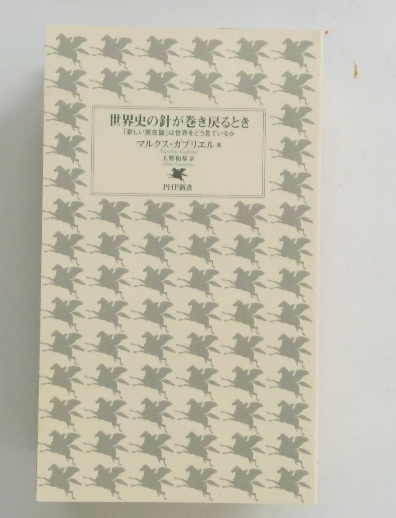 世界史の針が巻き戻るとき
「新しい実在論」は世界をどう見ているか
マルクス・ガブリエル 著
Markus Gabriel
大野和基 訳
PHP新書